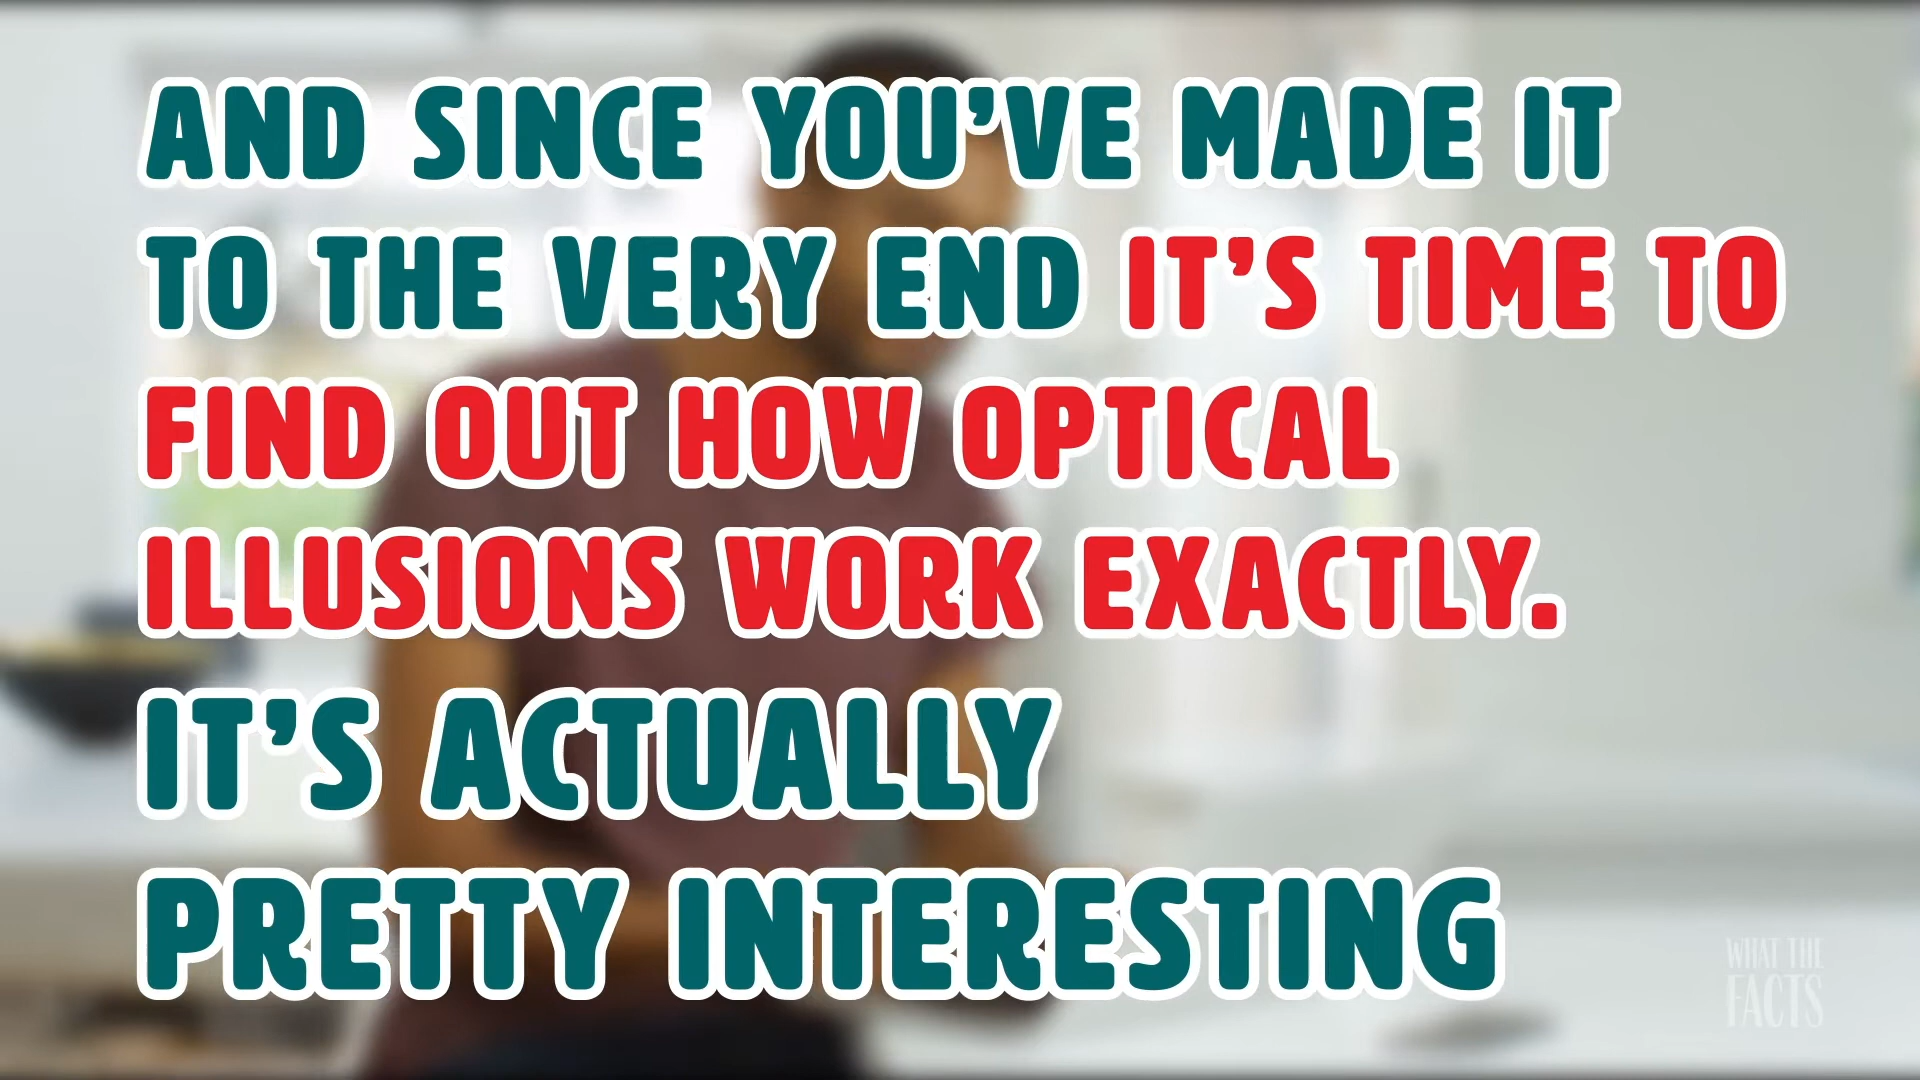 AND SINCE YOU'VE MADE IT
TO THE VERY END IT'S TIME TO
FIND OUT HOW OPTICAL
ILLUSIONS WORK EXACTLY.
IT'S ACTUALLY
PRETTY INTERESTING
WHAT THE
FACTS